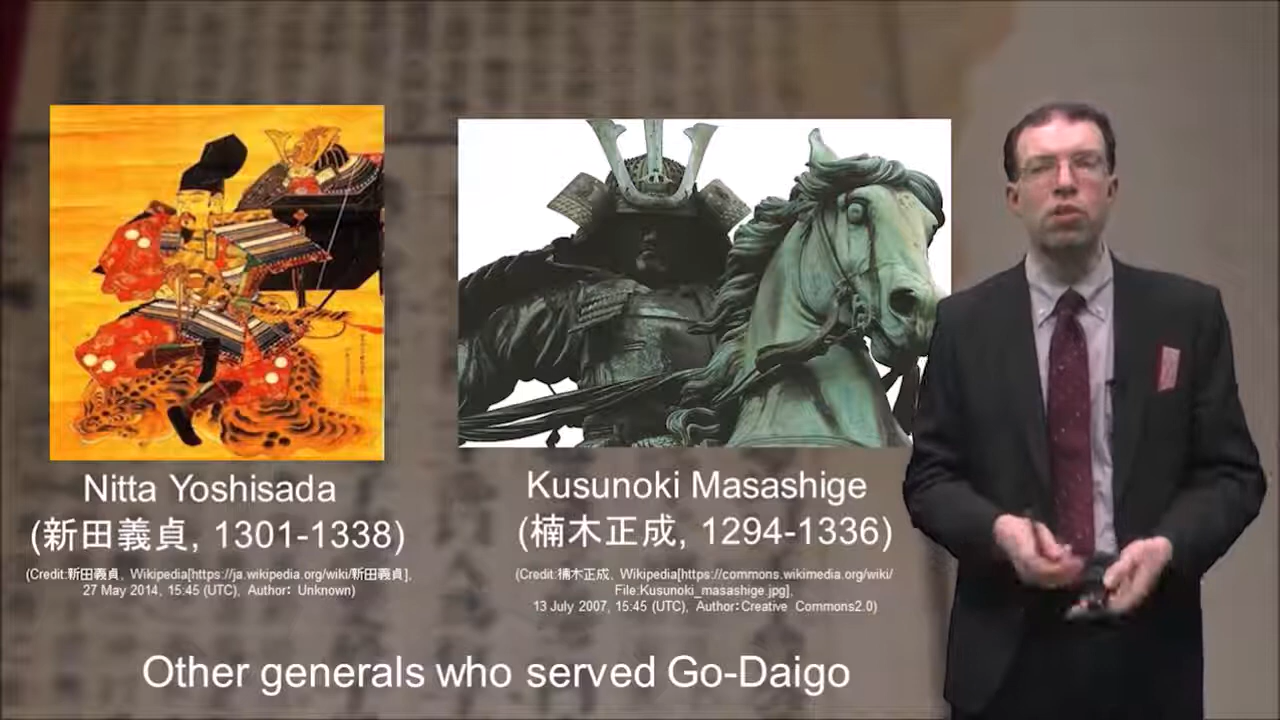 Nitta Yoshisada
(新田義貞, 1301-1338)
(Credit:新田義貞, Wikipedia[https://ja.wikipedia.org/wiki/新田義貞],
27 May 2014, 15:45 (UTC), Author: Unknown)
Kusunoki Masashige
(楠木正成, 1294-1336)
(Credit:楠木正成, Wikipedia[https://commons.wikimedia.org/wiki/
File:Kusunoki_masashige.jpg],
13 July 2007, 15:45 (UTC), Author:Creative Commons2.0)
Other generals who served Go-Daigo